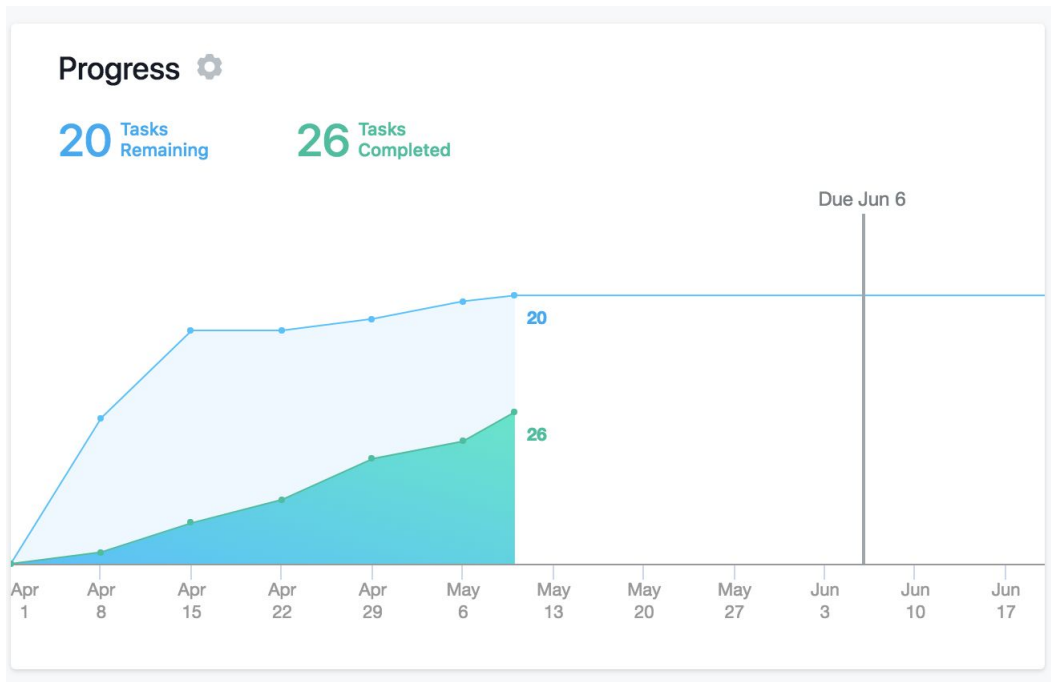 Progress
20 Tasks Remaining
26 Tasks Completed
Due Jun 6
20
26
Apr 1
Apr 8
Apr 15
Apr 22
Apr 29
May 6
May 13
May 20
May 27
Jun 3
Jun 10
Jun 17